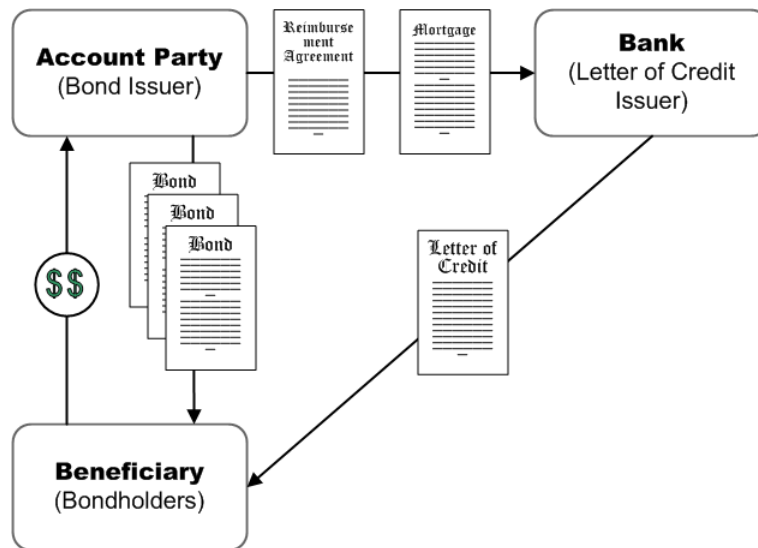 Account Party
(Bond Issuer)
Reimburse
ment
Agreement
Mortgage
Bank
(Letter of Credit
Issuer)
Bond
Bond
Bond
$$
Letter of
Credit
Beneficiary
(Bondholders)